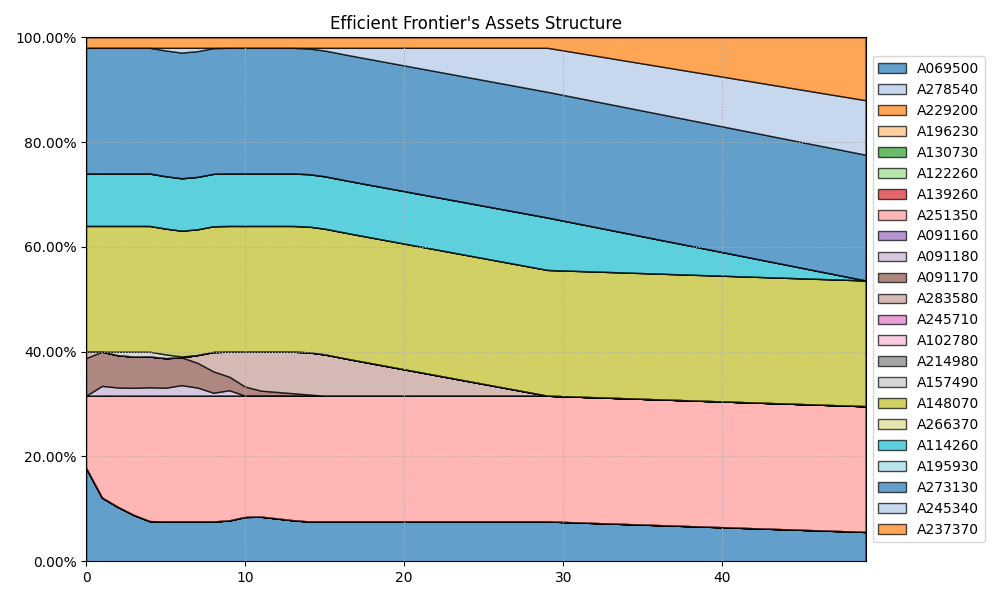 Efficient Frontier's Assets Structure
100.00%
80.00%
60.00%
40.00%
20.00%
0.00%
0
10
20
30
40
A069500
A278540
A229200
A196230
A130730
A122260
A139260
A251350
A091160
A091180
A091170
A283580
A245710
A102780
A214980
A157490
A148070
A266370
A114260
A195930
A273130
A245340
A237370